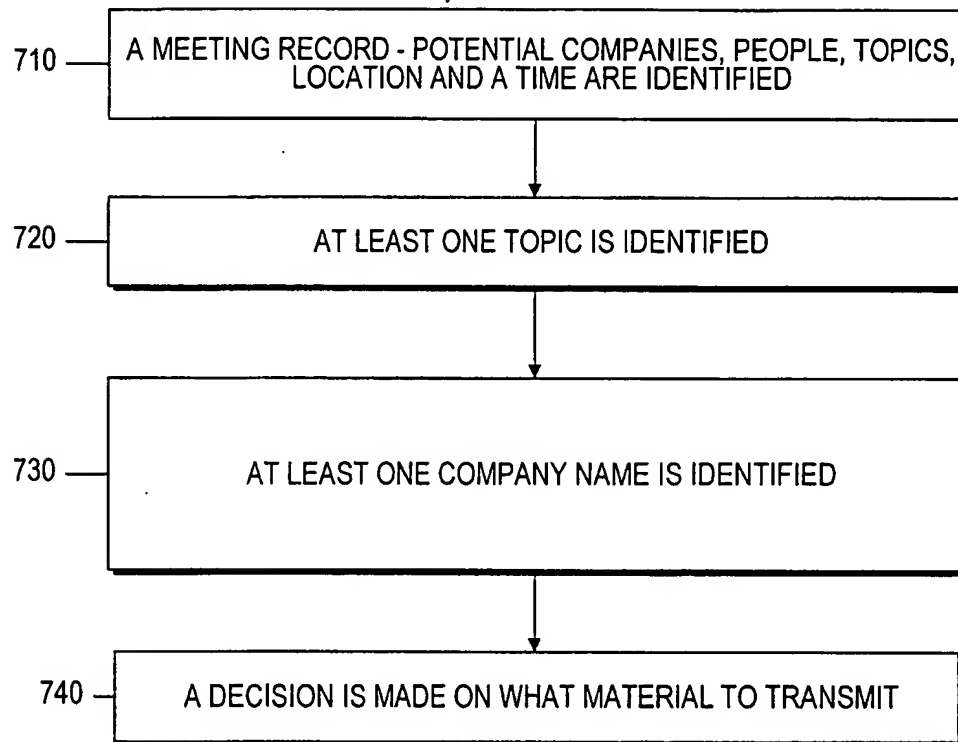 710
A MEETING RECORD - POTENTIAL COMPANIES, PEOPLE, TOPICS,
LOCATION AND A TIME ARE IDENTIFIED
720
AT LEAST ONE TOPIC IS IDENTIFIED
730
AT LEAST ONE COMPANY NAME IS IDENTIFIED
740
A DECISION IS MADE ON WHAT MATERIAL TO TRANSMIT